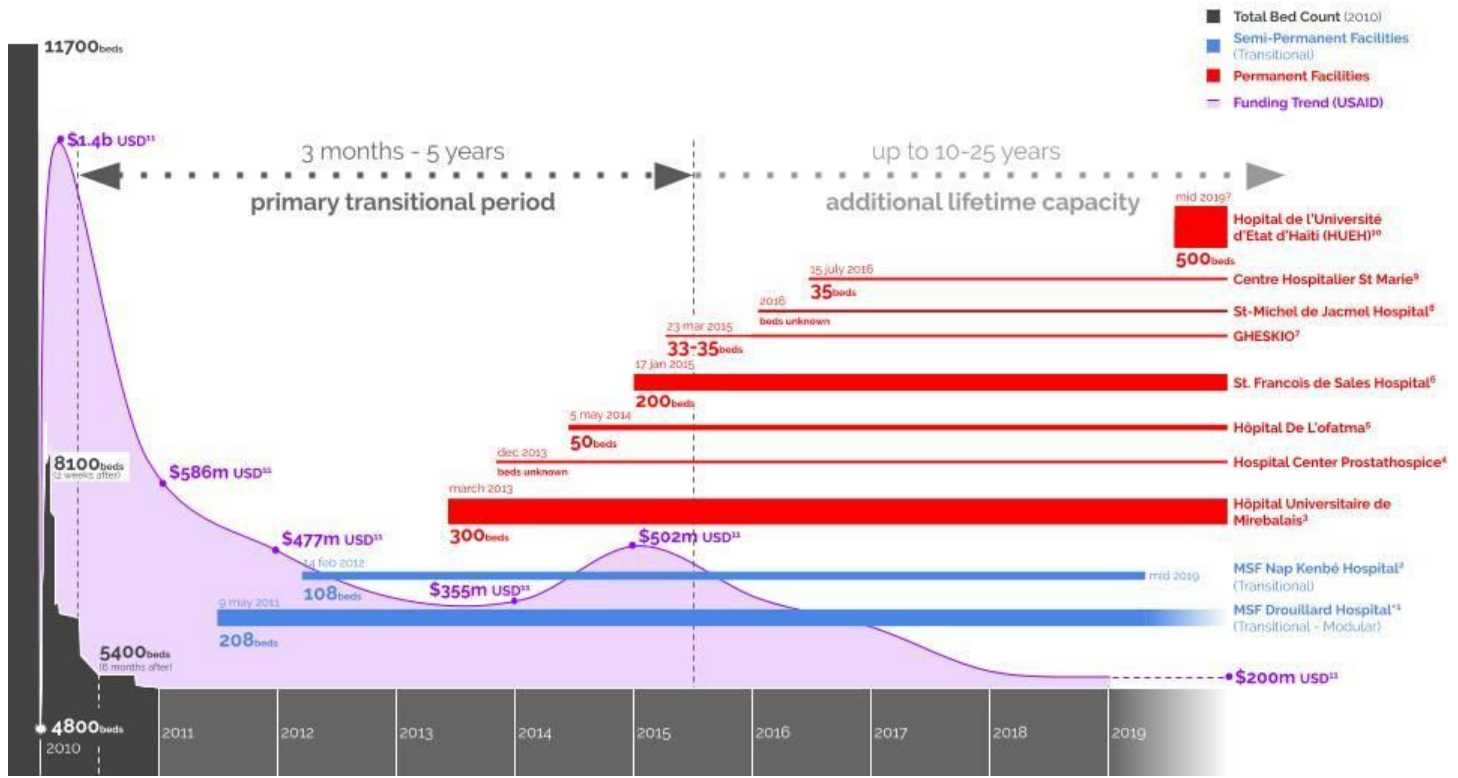 Total Bed Count (2010)
Semi-Permanent Facilities
(Transitional)
Permanent Facilities
Funding Trend (USAID)
11700beds
$1.4b USD¹¹
3 months - 5 years
primary transitional period
up to 10-25 years
additional lifetime capacity
mid 2019?
500beds
Hopital de l'Université
d'Etat d'Haïti (HUEH)¹⁰
15 july 2016
35beds
Centre Hospitalier St Marie⁹
2016
beds unknown
St-Michel de Jacmel Hospital⁸
23 mar 2015
33-35beds
GHESKIO⁷
17 jan 2015
200beds
St. Francois de Sales Hospital⁶
5 may 2014
50beds
Hôpital De L'ofatma⁵
dec 2013
beds unknown
Hospital Center Prostathospice⁴
march 2013
300beds
Hôpital Universitaire de
Mirebalais³
8100beds
(2 weeks after)
$586m USD¹¹
$477m USD¹¹
$355m USD¹¹
$502m USD¹¹
14 feb 2012
108beds
mid 2019
MSF Nap Kenbé Hospital²
(Transitional)
9 may 2011
208beds
MSF Drouillard Hospital*¹
(Transitional - Modular)
5400beds
(6 months after)
$200m USD¹¹
4800beds
2010
2011
2012
2013
2014
2015
2016
2017
2018
2019